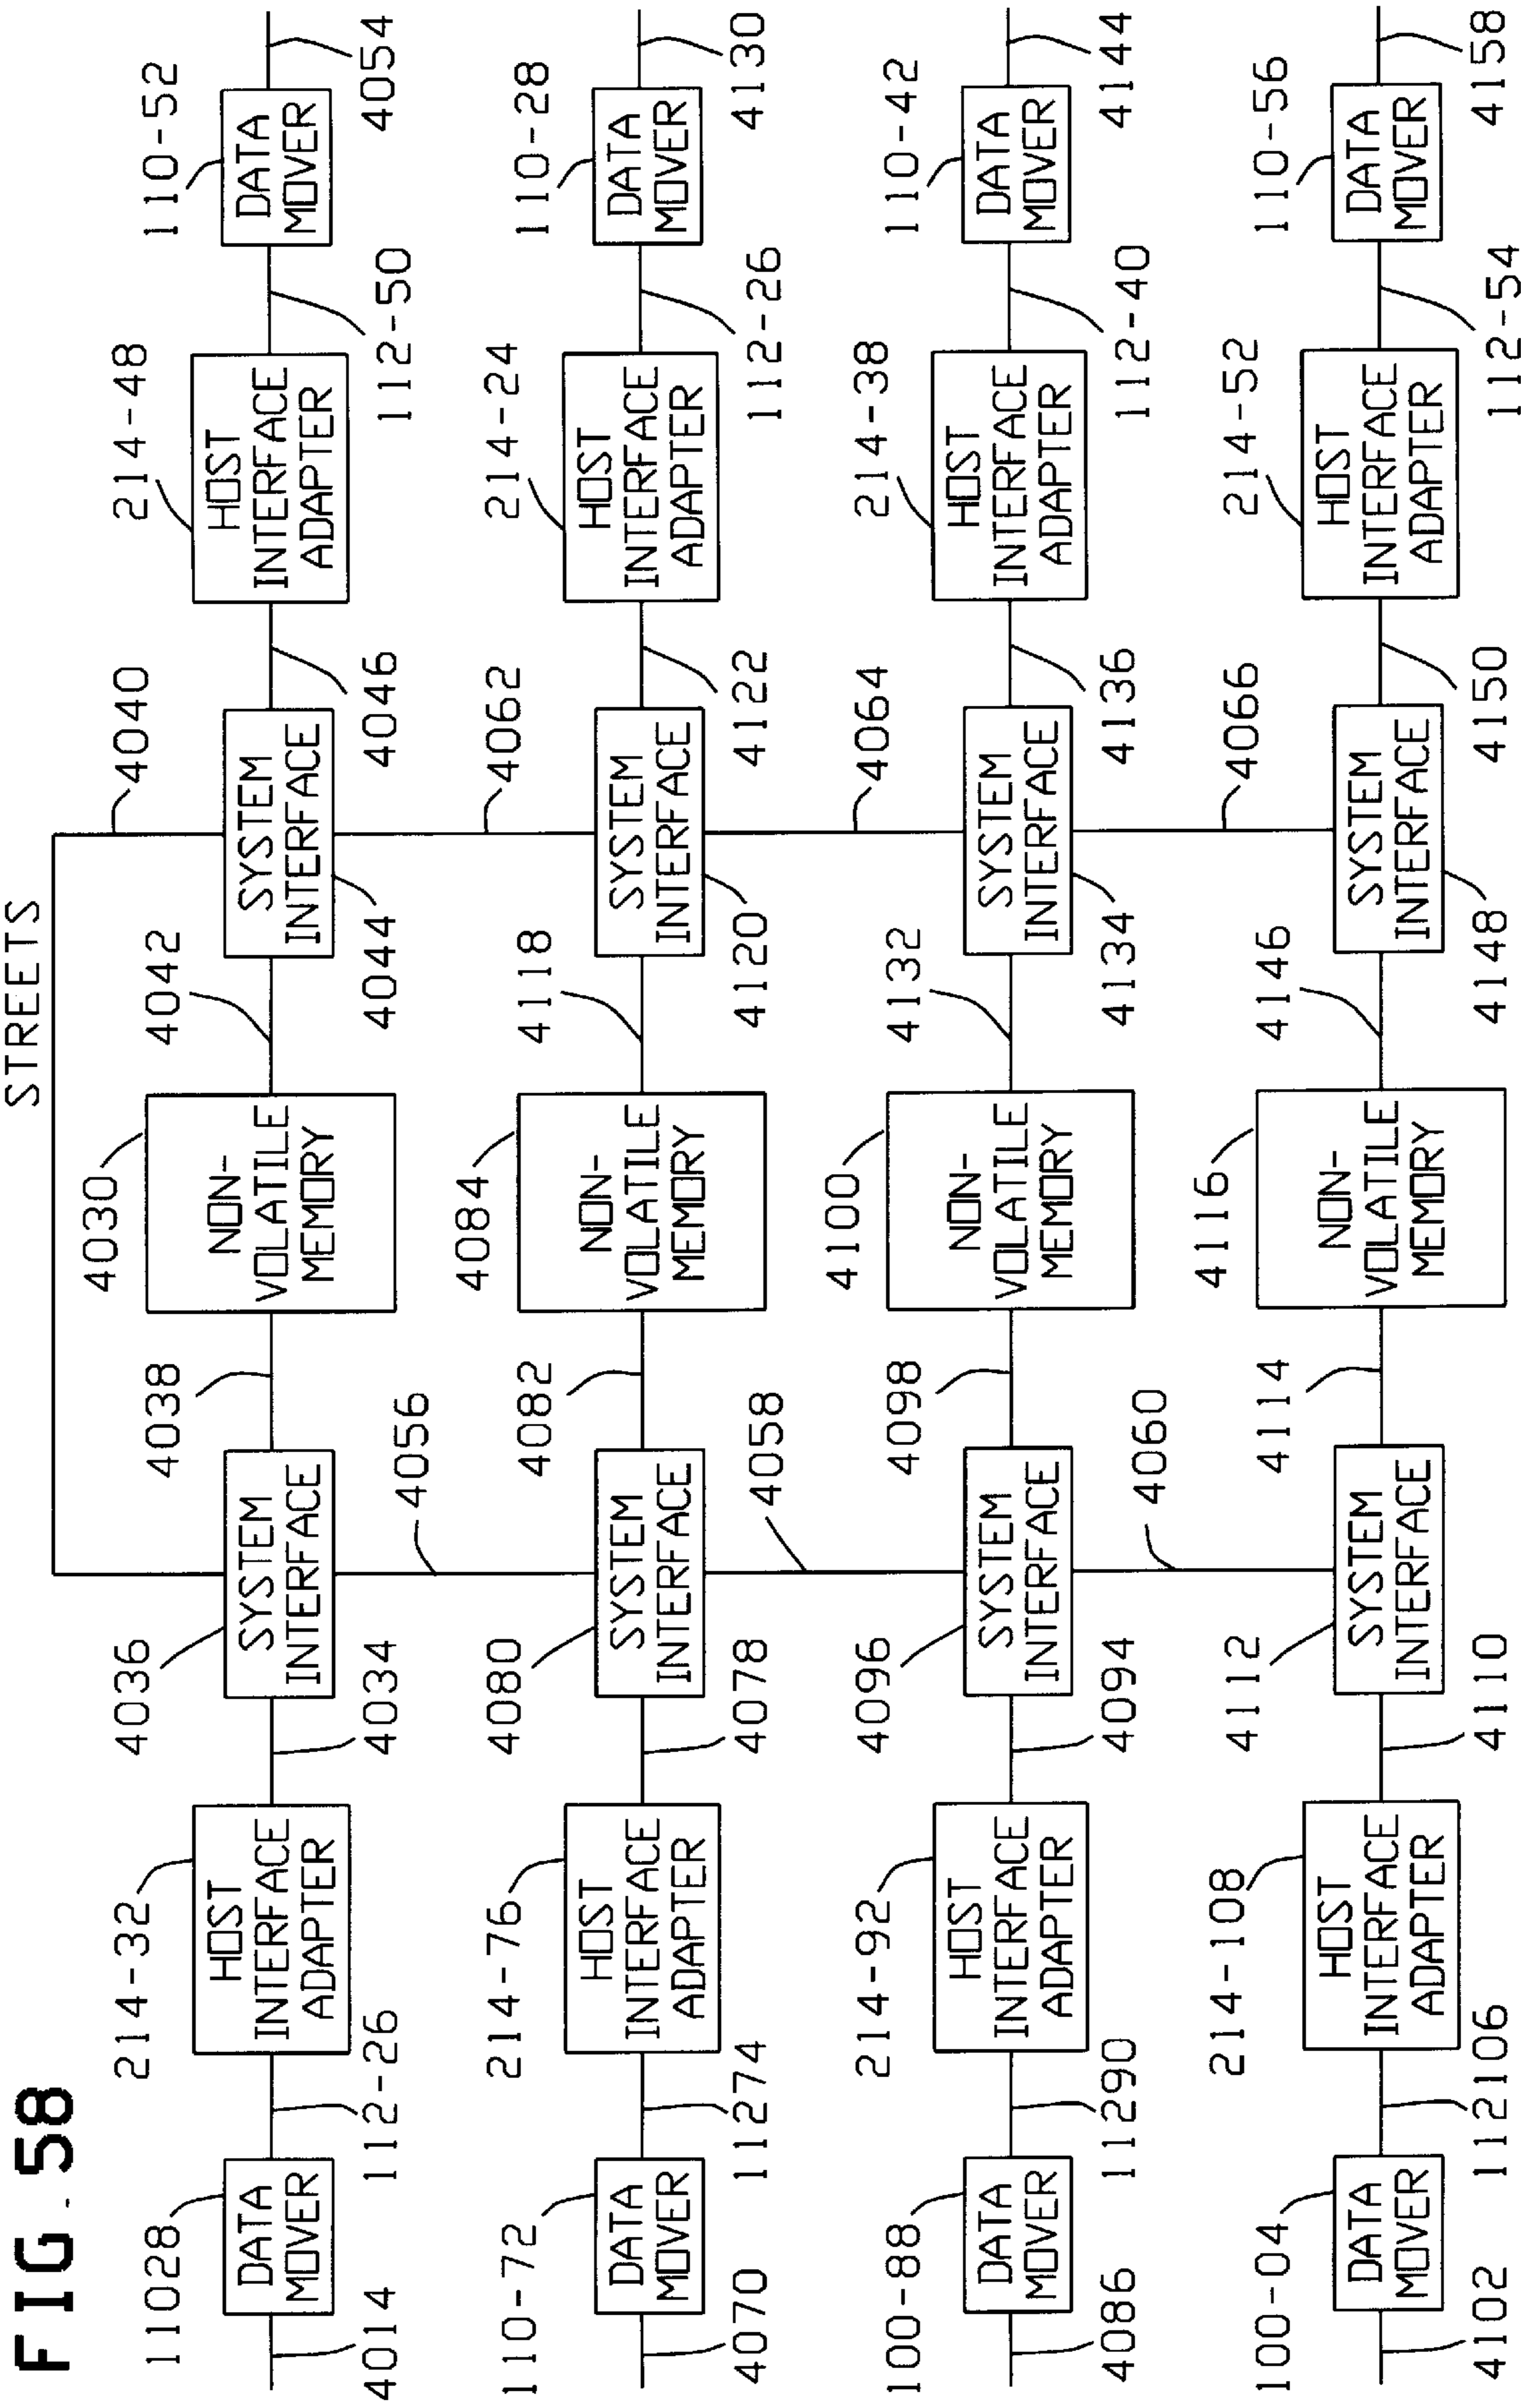 FIG. 58
STREETS
11028
DATA
MOVER
4014
112-26
214-32
HOST
INTERFACE
ADAPTER
4034
4036
SYSTEM
INTERFACE
4038
4030
NON-
VOLATILE
MEMORY
4042
4044
SYSTEM
INTERFACE
4040
4046
214-48
HOST
INTERFACE
ADAPTER
112-50
110-52
DATA
MOVER
4054
4056
4062
110-72
DATA
MOVER
4070
11274
214-76
HOST
INTERFACE
ADAPTER
4078
4080
SYSTEM
INTERFACE
4082
4084
NON-
VOLATILE
MEMORY
4118
4120
SYSTEM
INTERFACE
4122
214-24
HOST
INTERFACE
ADAPTER
112-26
110-28
DATA
MOVER
4130
4058
4064
100-88
DATA
MOVER
4086
11290
214-92
HOST
INTERFACE
ADAPTER
4094
4096
SYSTEM
INTERFACE
4098
4100
NON-
VOLATILE
MEMORY
4132
4134
SYSTEM
INTERFACE
4136
214-38
HOST
INTERFACE
ADAPTER
112-40
110-42
DATA
MOVER
4144
4060
4066
100-04
DATA
MOVER
4102
112106
214-108
HOST
INTERFACE
ADAPTER
4110
4112
SYSTEM
INTERFACE
4114
4116
NON-
VOLATILE
MEMORY
4146
4148
SYSTEM
INTERFACE
4150
214-52
HOST
INTERFACE
ADAPTER
112-54
110-56
DATA
MOVER
4158